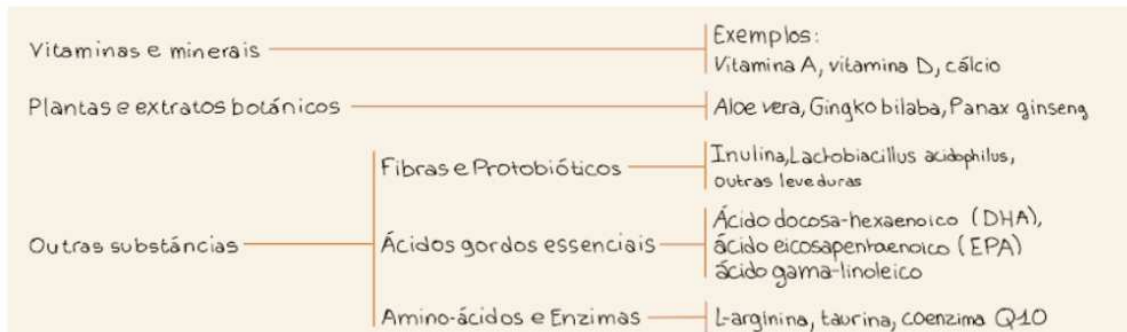 Vitaminas e minerais
Exemplos:
Vitamina A, vitamina D, cálcio
Plantas e extratos botánicos
Aloe vera, Gingko bilaba, Panax ginseng
Outras substáncias
Fibras e Protobióticos
Inulina, Lactobiacillus acidophilus,
outras leveduras
Ácidos gordos essenciais
Ácido docosa-hexaenoico (DHA),
ácido eicosapentaenoico (EPA)
ácido gama-linoleico
Amino-ácidos e Enzimas
L-arginina, taurina, coenzima Q10